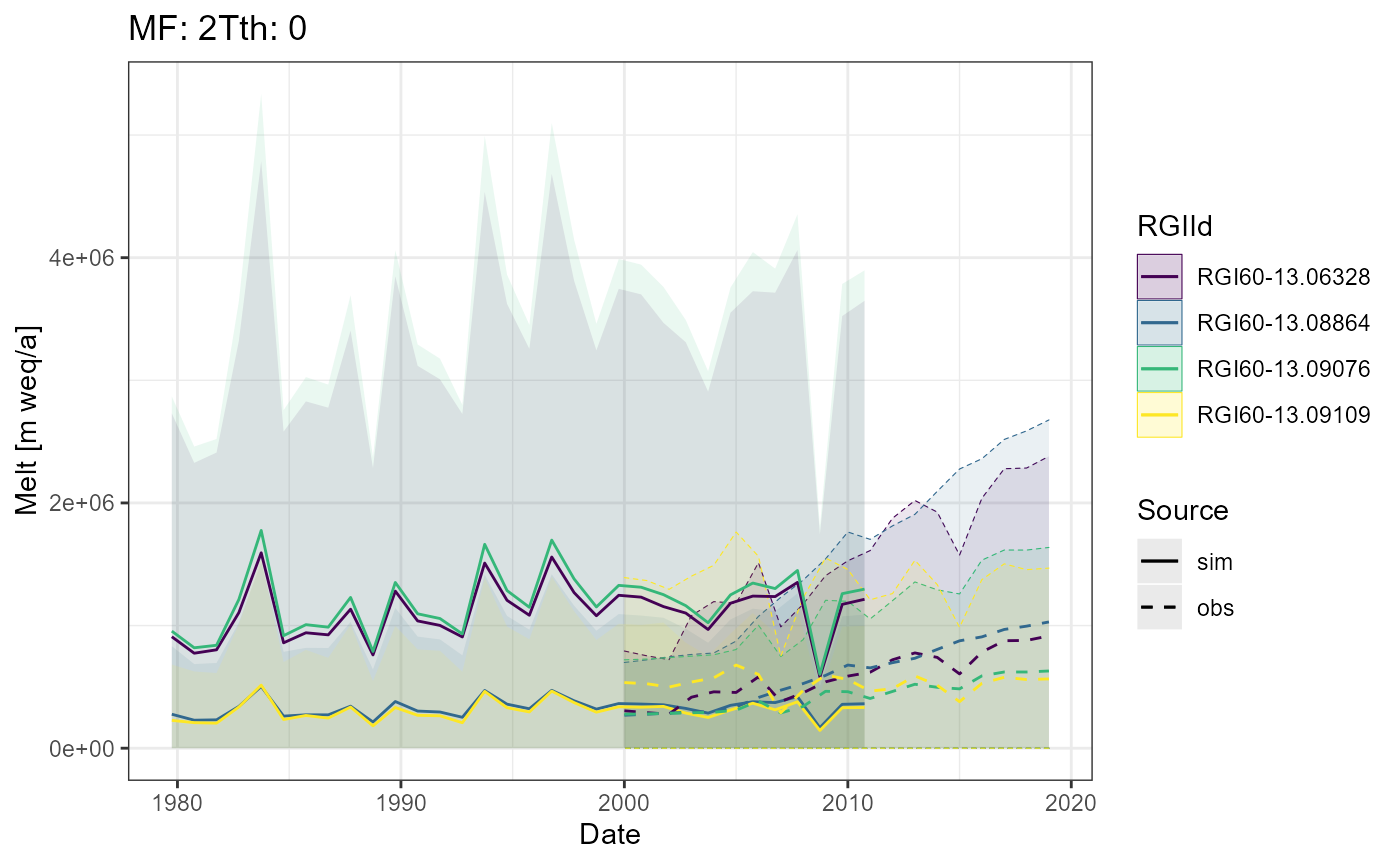 MF: 2Tth: 0
Melt [m weq/a]
4e+06
2e+06
0e+00
1980 1990 2000 2010 2020
Date
RGIId
RGI60-13.06328
RGI60-13.08864
RGI60-13.09076
RGI60-13.09109
Source
sim
obs